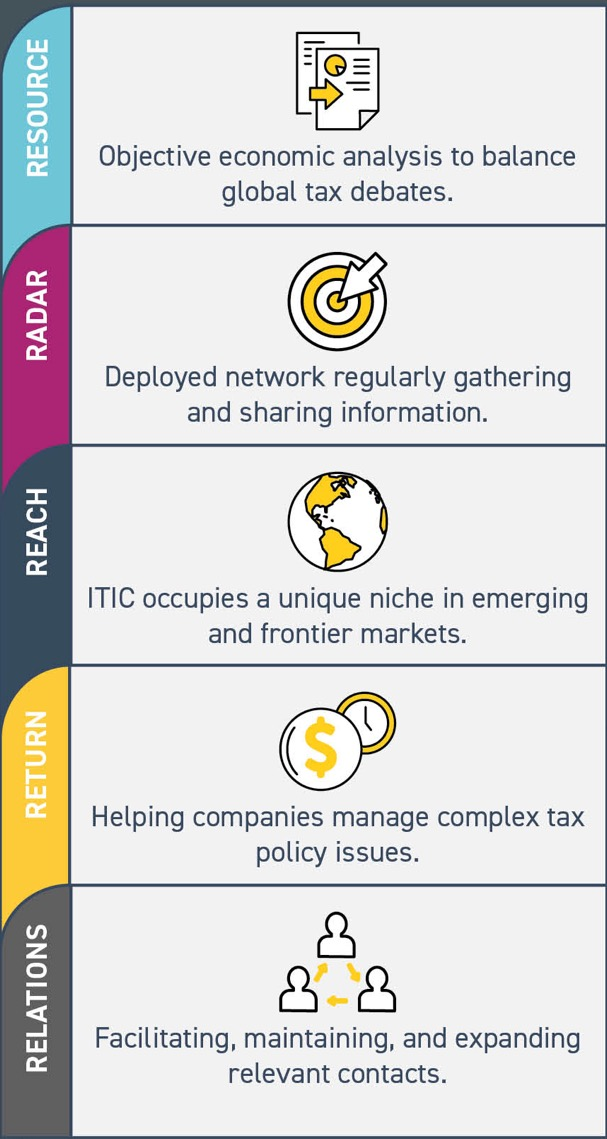 RESOURCE
Objective economic analysis to balance
global tax debates.
RADAR
Deployed network regularly gathering
and sharing information.
REACH
ITIC occupies a unique niche in emerging
and frontier markets.
RETURN
$
Helping companies manage complex tax
policy issues.
RELATIONS
Facilitating, maintaining, and expanding
relevant contacts.